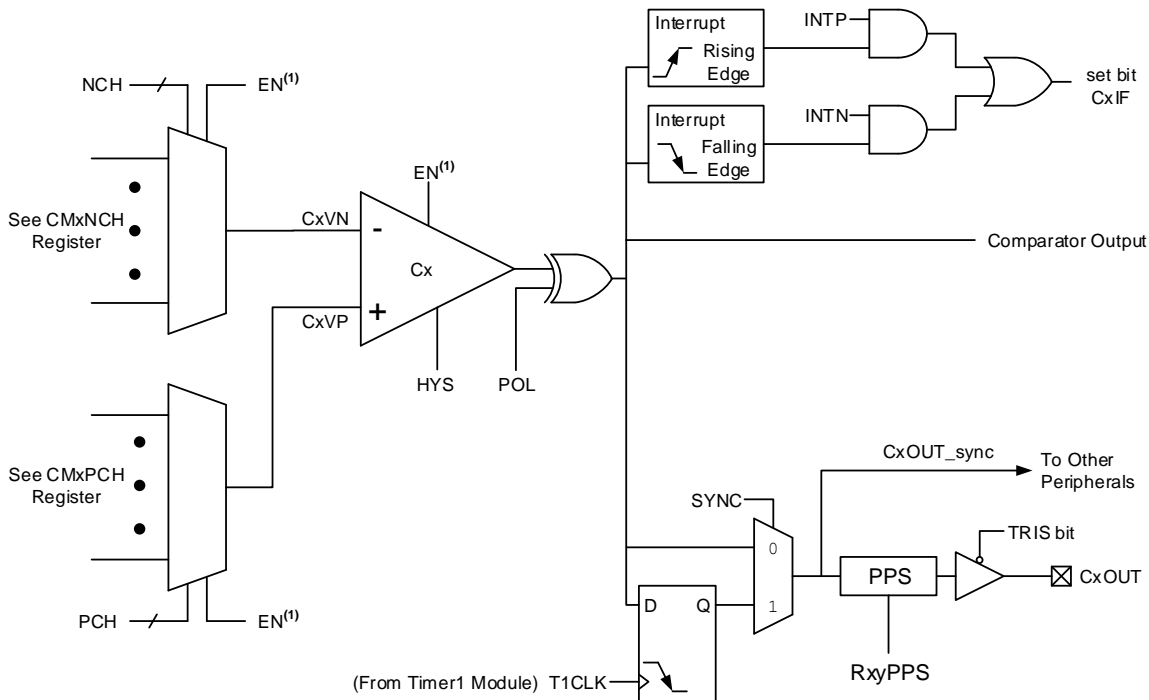 NCH
EN(1)
See CMxNCH
Register
CxVN
-
EN(1)
Cx
+
CxVP
HYS
POL
Interrupt
Rising
Edge
INTP
Interrupt
Falling
Edge
INTN
set bit
CxIF
Comparator Output
See CMxPCH
Register
PCH
EN(1)
CxOUT_sync
To Other
Peripherals
SYNC
0
1
TRIS bit
PPS
CxOUT
RxyPPS
D
Q
(From Timer1 Module) T1CLK